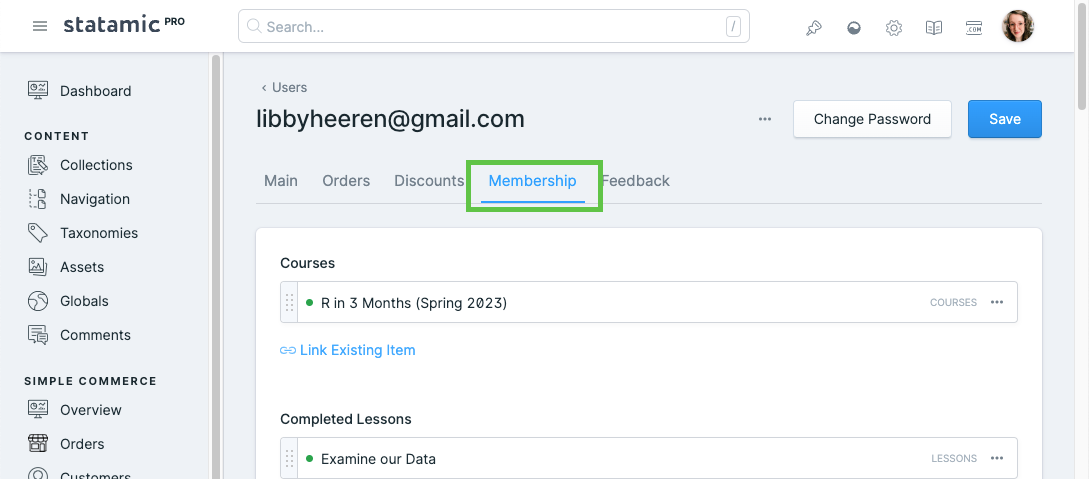 statamic PRO
Search...
/
.COM
Dashboard
CONTENT
Collections
Navigation
Taxonomies
Assets
Globals
Comments
SIMPLE COMMERCE
Overview
Orders
Customers
‹ Users
libbyheeren@gmail.com
Change Password
Save
Main Orders Discounts Membership Feedback
Courses
R in 3 Months (Spring 2023) COURSES
Link Existing Item
Completed Lessons
Examine our Data LESSONS